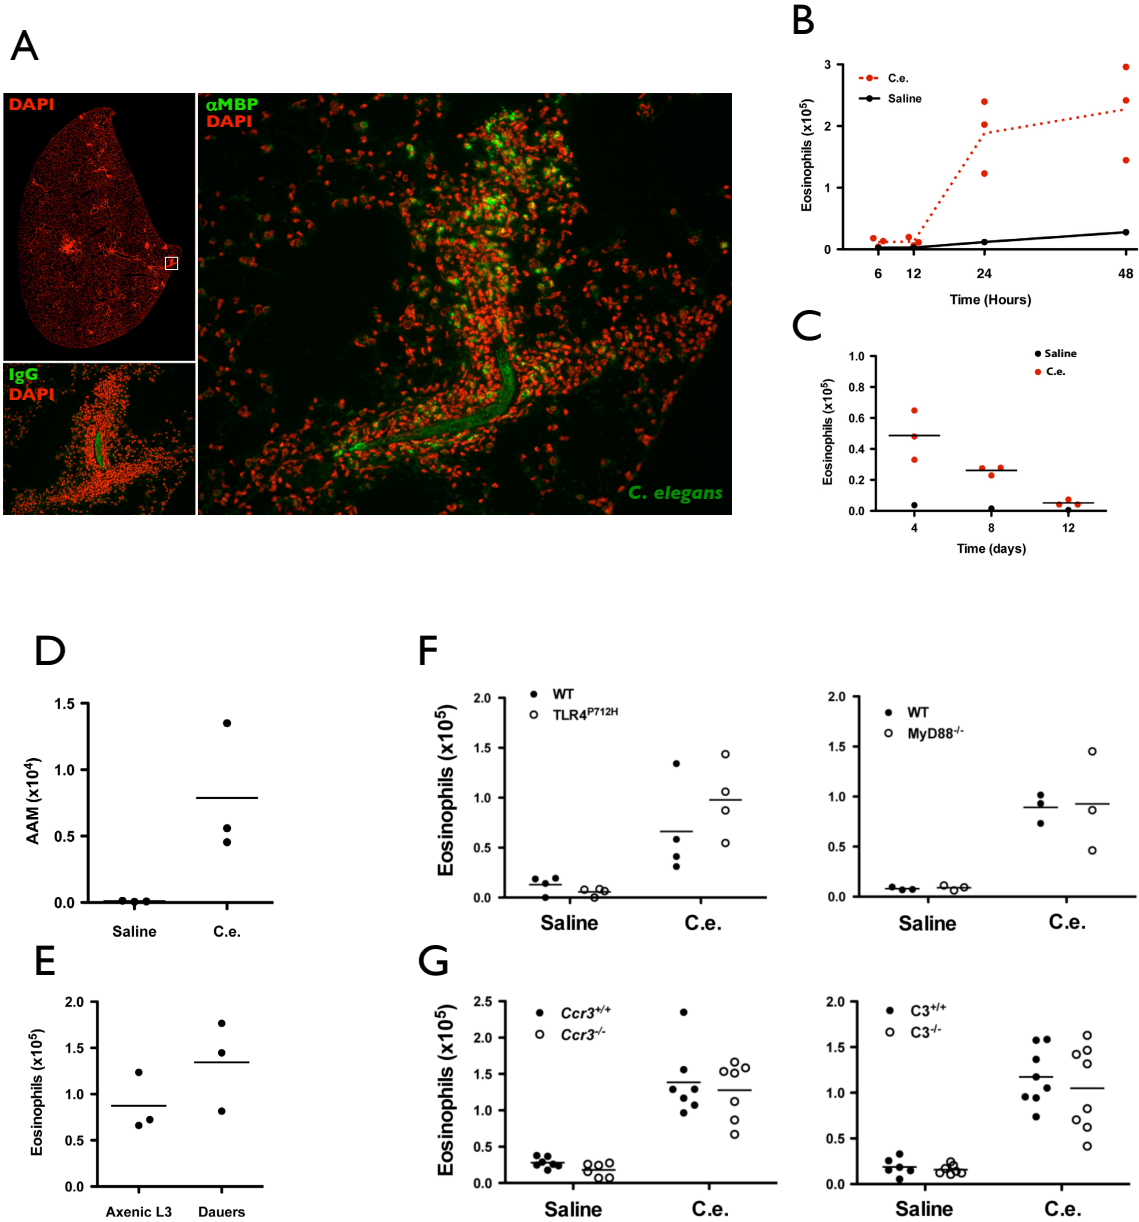 A
DAPI
αMBP
DAPI
IgG
DAPI
C. elegans
B
Eosinophils (x10⁵)
3
2
1
0
C.e.
Saline
6 12 24 48
Time (Hours)
C
Eosinophils (x10⁵)
1.0
0.8
0.6
0.4
0.2
0.0
Saline
C.e.
4 8 12
Time (days)
D
AAM (x10⁴)
1.5
1.0
0.5
0.0
Saline C.e.
E
Eosinophils (x10⁵)
2.0
1.5
1.0
0.5
0.0
Axenic L3 Dauers
F
Eosinophils (x10⁵)
2.0
1.5
1.0
0.5
0.0
WT
TLR4ᴾ⁷¹²ᴴ
Saline C.e.
2.0
1.5
1.0
0.5
0.0
WT
MyD88⁻/⁻
Saline C.e.
G
Eosinophils (x10⁵)
2.5
2.0
1.5
1.0
0.5
0.0
Ccr3⁺/⁺
Ccr3⁻/⁻
Saline C.e.
2.0
1.5
1.0
0.5
0.0
C3⁺/⁺
C3⁻/⁻
Saline C.e.